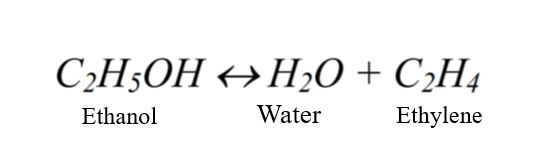 C₂H₅OH ↔ H₂O + C₂H₄
Ethanol Water Ethylene